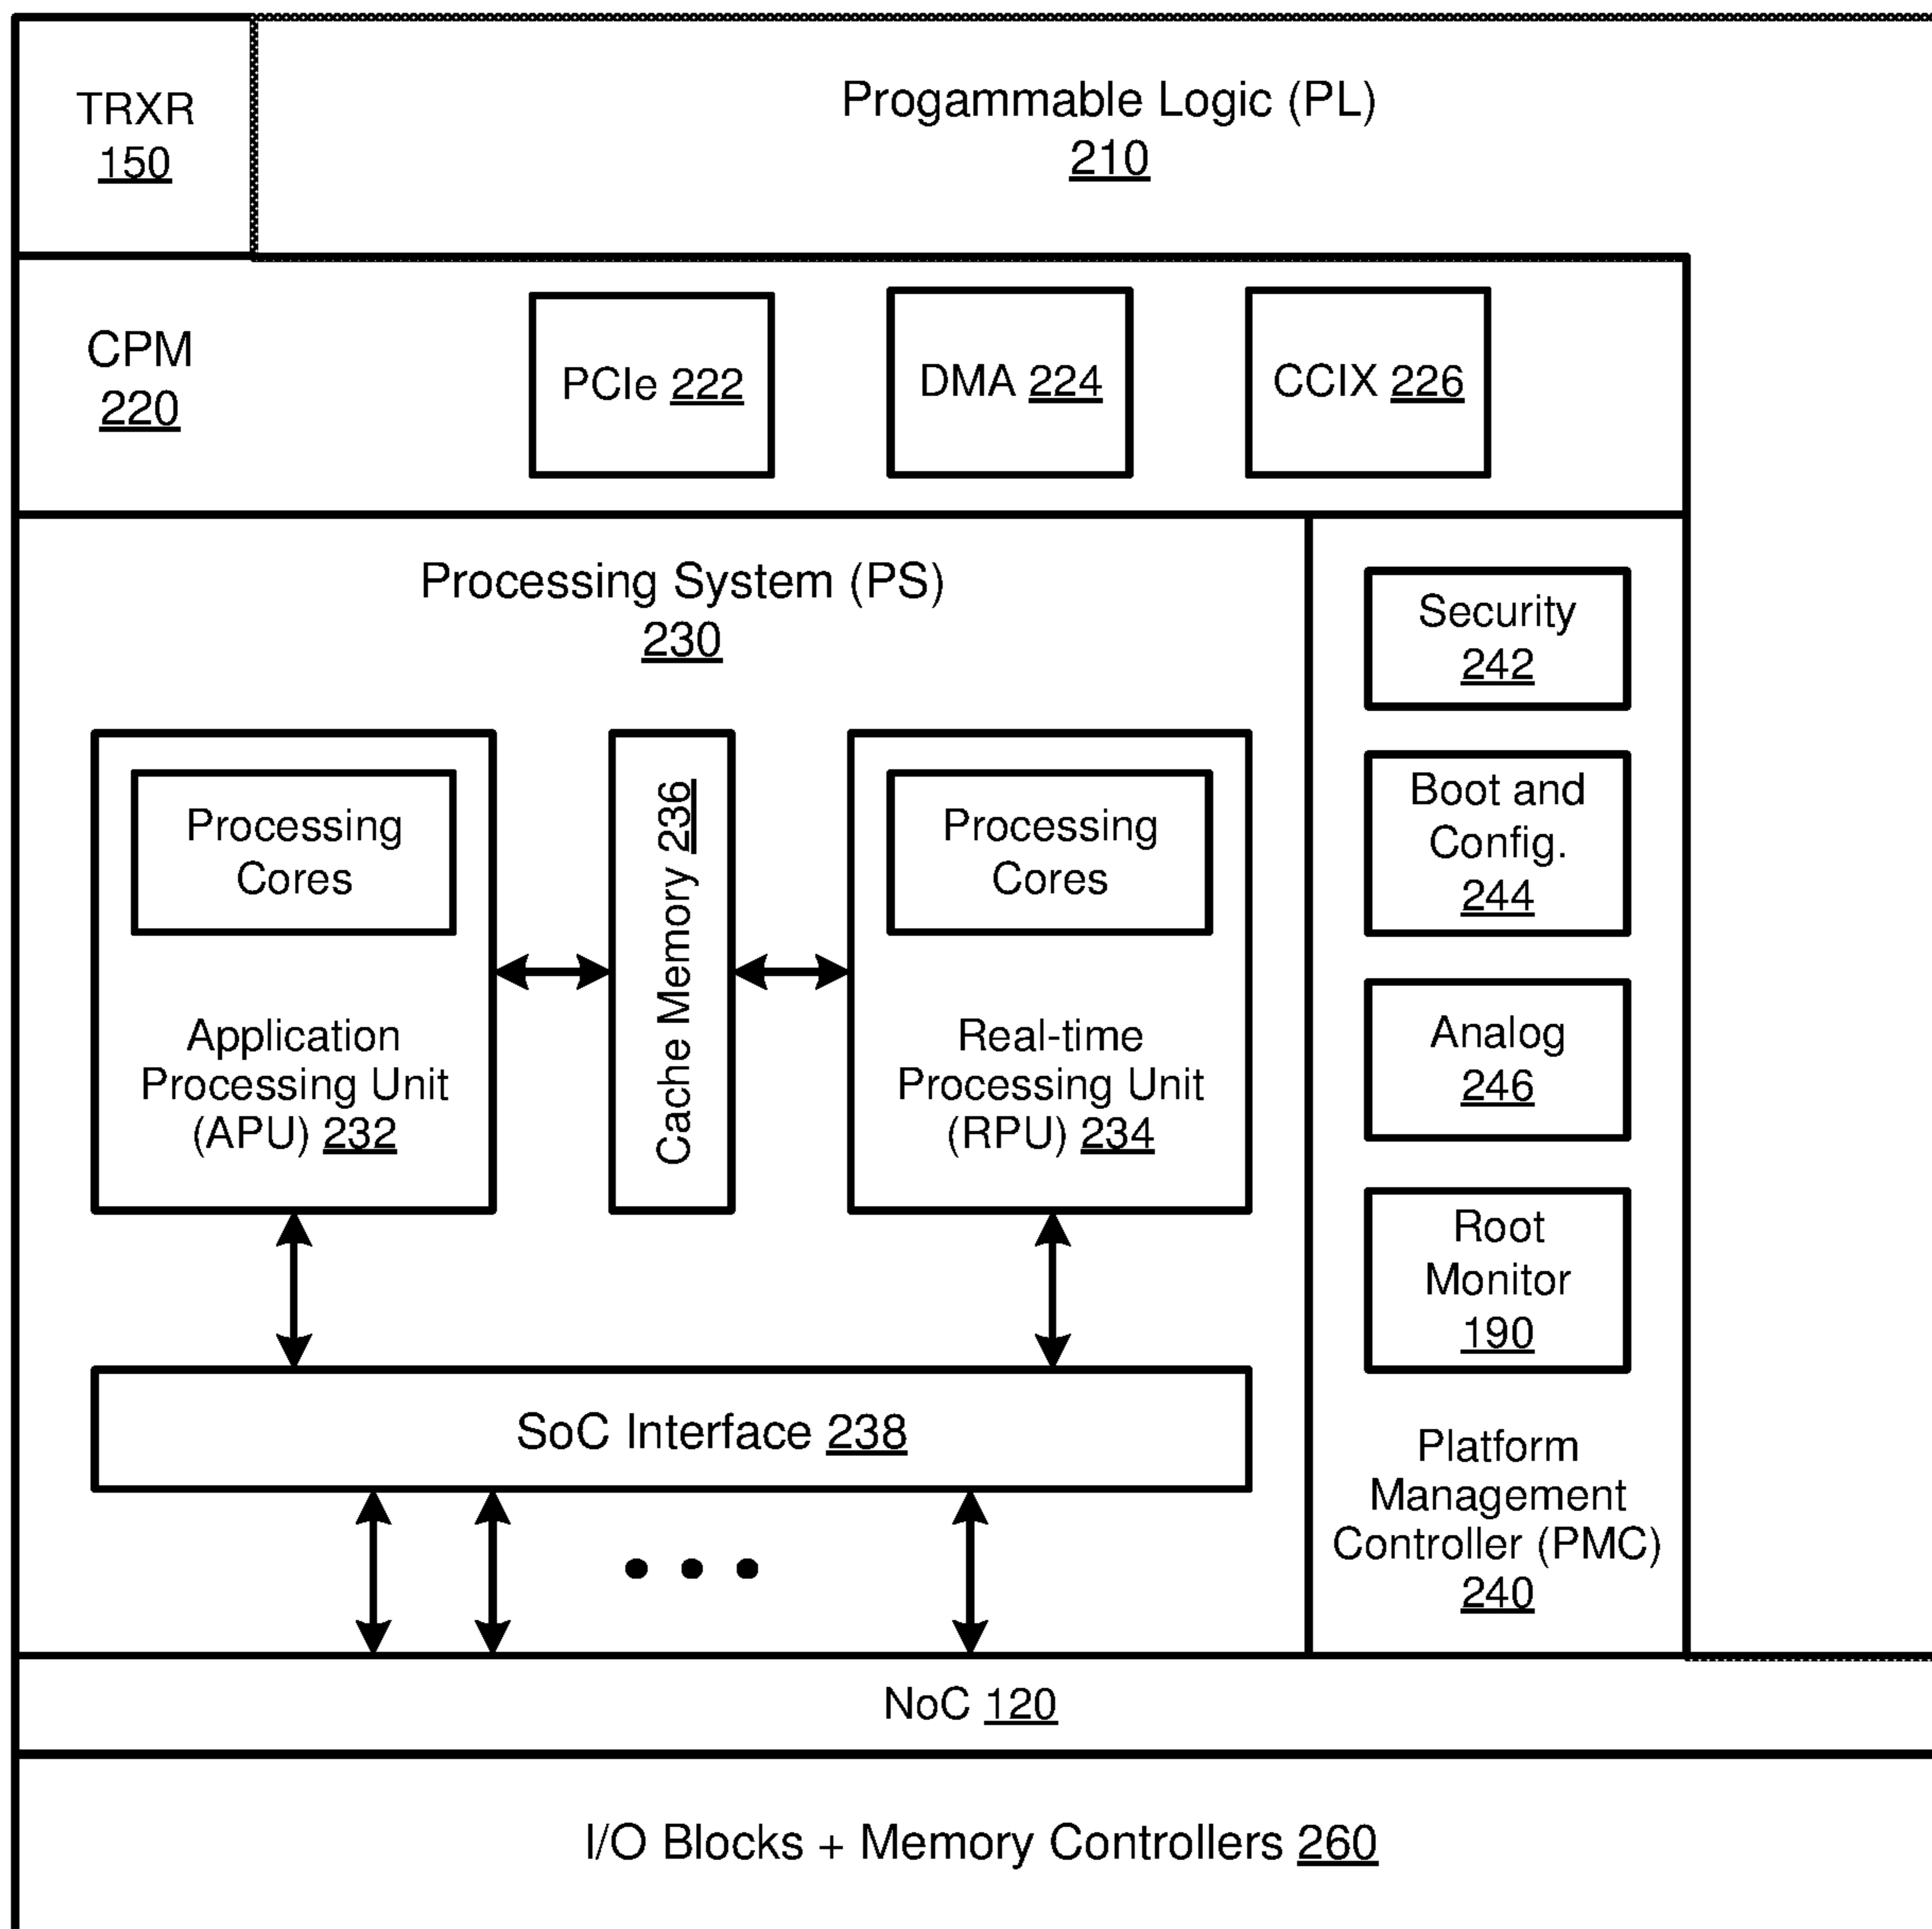 TRXR
150
Progammable Logic (PL)
210
CPM
220
PCIe 222
DMA 224
CCIX 226
Processing System (PS)
230
Processing
Cores
Application
Processing Unit
(APU) 232
Cache Memory 236
Processing
Cores
Real-time
Processing Unit
(RPU) 234
SoC Interface 238
Security
242
Boot and
Config.
244
Analog
246
Root
Monitor
190
Platform
Management
Controller (PMC)
240
NoC 120
I/O Blocks + Memory Controllers 260